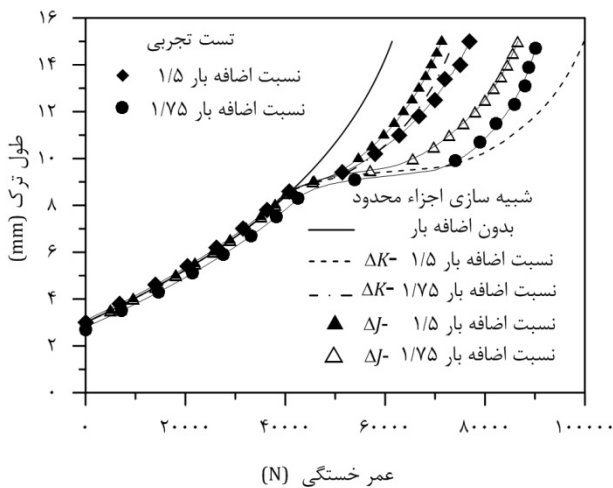 تست تجربی
نسبت اضافه بار ۱/۵
نسبت اضافه بار ۱/۷۵
شبیه سازی اجزاء محدود
بدون اضافه بار
نسبت اضافه بار ۱/۵ -ΔK
نسبت اضافه بار ۱/۷۵ -ΔK
نسبت اضافه بار ۱/۵ -ΔJ
نسبت اضافه بار ۱/۷۵ -ΔJ
طول ترک (mm)
۱۶
۱۴
۱۲
۱۰
۸
۶
۴
۲
۰
۰ ۲۰۰۰۰ ۴۰۰۰۰ ۶۰۰۰۰ ۸۰۰۰۰ ۱۰۰۰۰۰
عمر خستگی (N)